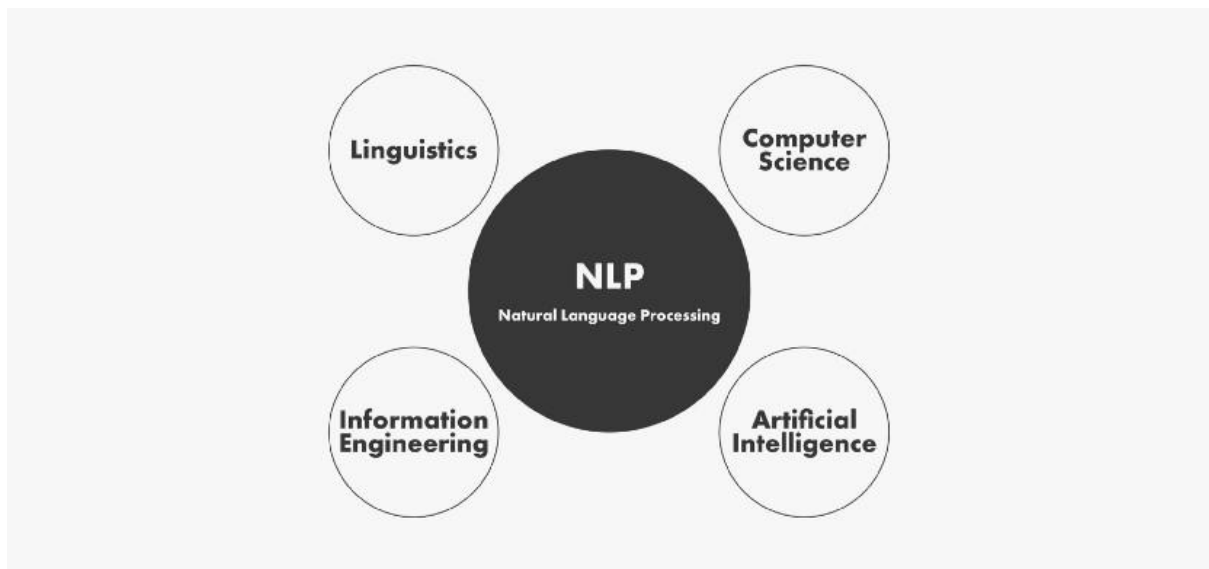 Linguistics
Computer
Science
NLP
Natural Language Processing
Information
Engineering
Artificial
Intelligence